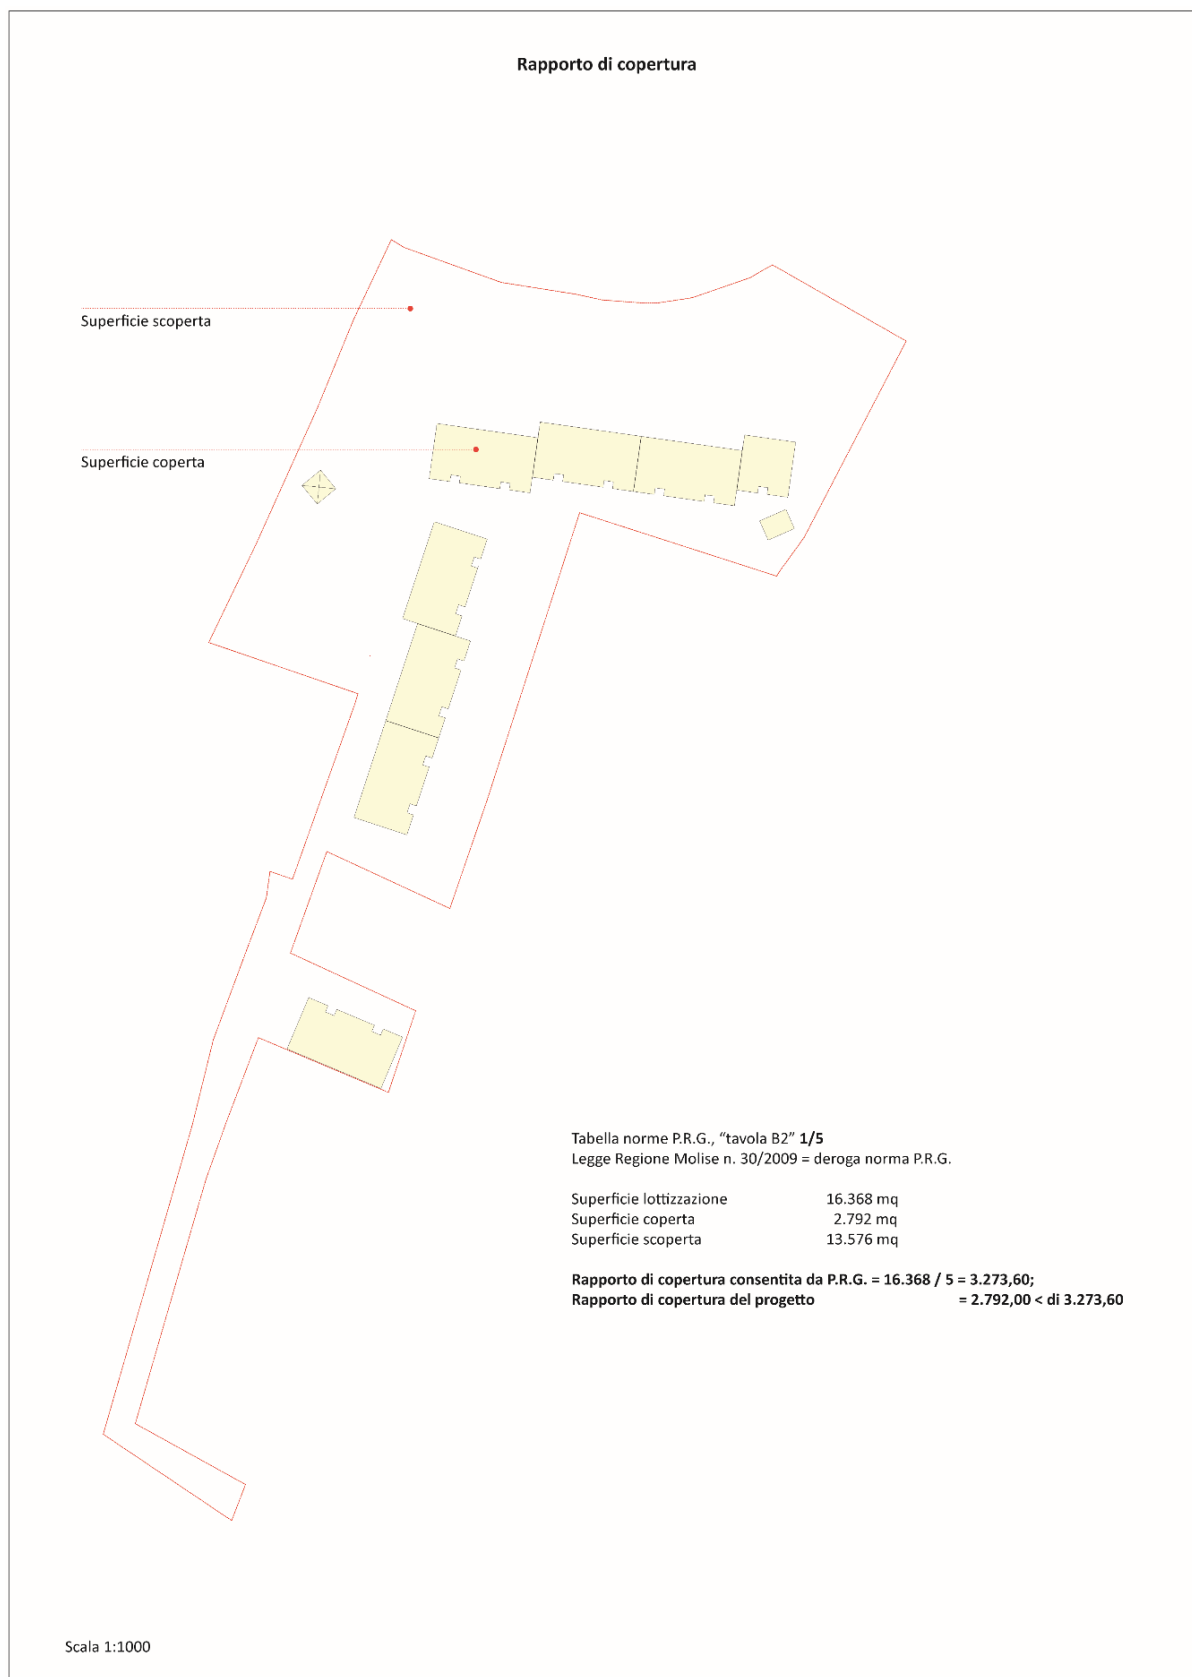 Rapporto di copertura
Superficie scoperta
Superficie coperta
Tabella norme P.R.G., “tavola B2” 1/5
Legge Regione Molise n. 30/2009 = deroga norma P.R.G.
Superficie lottizzazione 16.368 mq
Superficie coperta 2.792 mq
Superficie scoperta 13.576 mq
Rapporto di copertura consentita da P.R.G. = 16.368 / 5 = 3.273,60;
Rapporto di copertura del progetto = 2.792,00 < di 3.273,60
Scala 1:1000